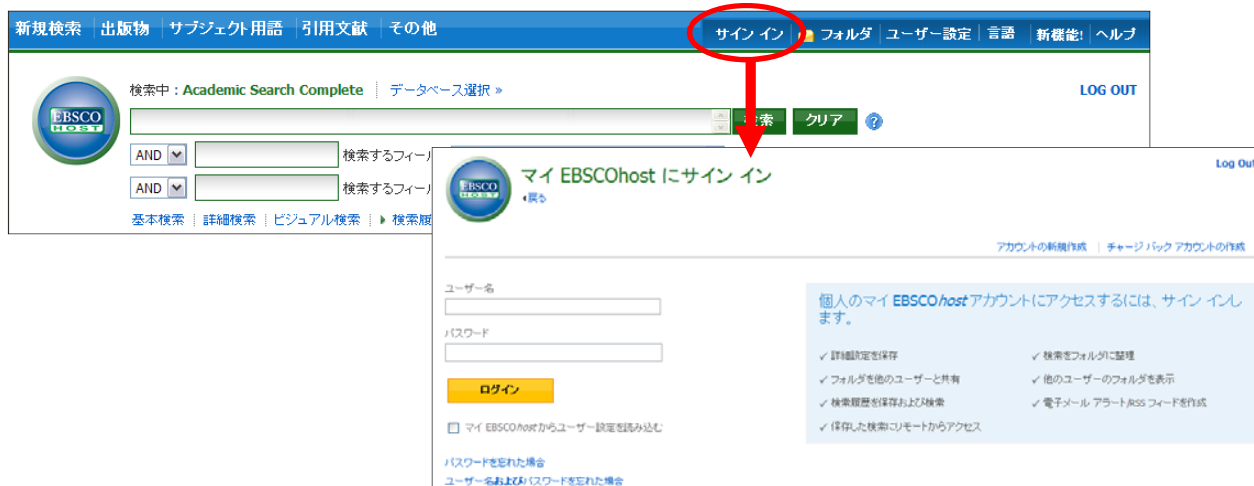 新規検索 出版物 サブジェクト用語 引用文献 その他 サイン イン フォルダ ユーザー設定 言語 新機能! ヘルプ
検索中 : Academic Search Complete データベース選択 » LOG OUT
EBSCO HOST
索 クリア ?
AND 検索するフィール
AND 検索するフィール
基本検索 詳細検索 ビジュアル検索 検索履
EBSCO HOST
マイ EBSCOhost にサイン イン Log Out
戻る
アカウントの新規作成 チャージ バック アカウントの作成
ユーザー名
パスワード
ログイン
マイ EBSCOhostからユーザー設定を読み込む
パスワードを忘れた場合
ユーザー名およびパスワードを忘れた場合
個人のマイ EBSCOhost アカウントにアクセスするには、サイン インし
ます。
✓ 詳細設定を保存 ✓ 検索をフォルダに整理
✓ フォルダを他のユーザーと共有 ✓ 他のユーザーのフォルダを表示
✓ 検索履歴を保存および検索 ✓ 電子メール アラート/RSS フィードを作成
✓ 保存した検索にリモートからアクセス